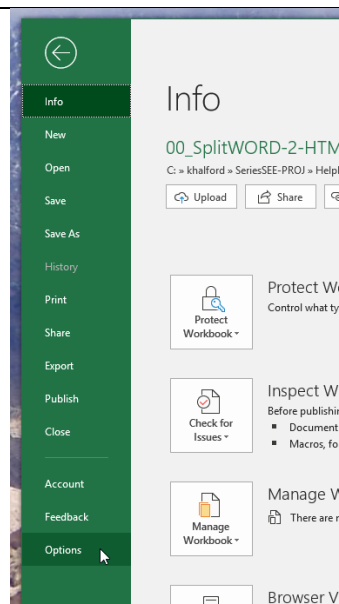 Info
New
Open
Save
Save As
History
Print
Share
Export
Publish
Close
Account
Feedback
Options
Info
00_SplitWORD-2-HTM
C: » khalford » SeriesSEE-PROJ » Help
Upload
Share
Protect Workbook
Protect W
Control what ty
Check for Issues
Inspect W
Before publishin
Document
Macros, fo
Manage Workbook
Manage W
There are r
Browser V